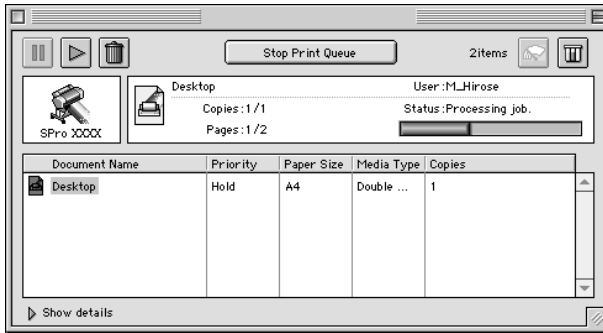 Stop Print Queue
2items
Desktop
User:M_Hirose
Copies:1/1
Status:Processing job.
Pages:1/2
SPro XXXX
Document Name
Priority
Paper Size
Media Type
Copies
Desktop
Hold
A4
Double ...
1
Show details